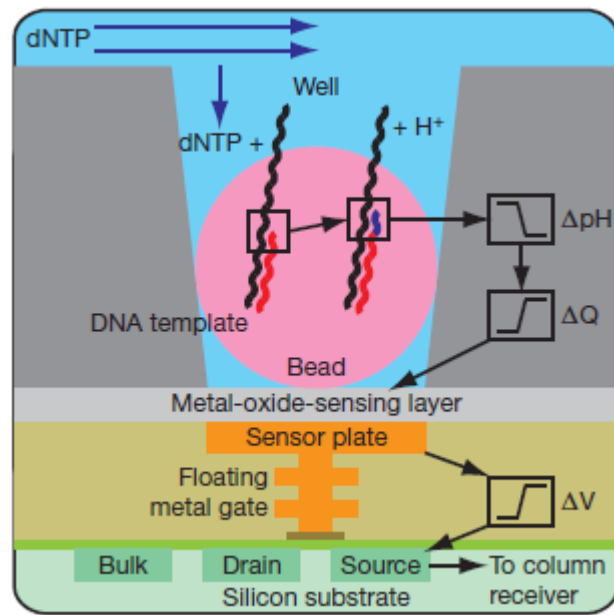 dNTP
Well
dNTP +
+ H⁺
ΔpH
DNA template
ΔQ
Bead
Metal-oxide-sensing layer
Sensor plate
Floating
metal gate
ΔV
Bulk
Drain
Source
To column
receiver
Silicon substrate